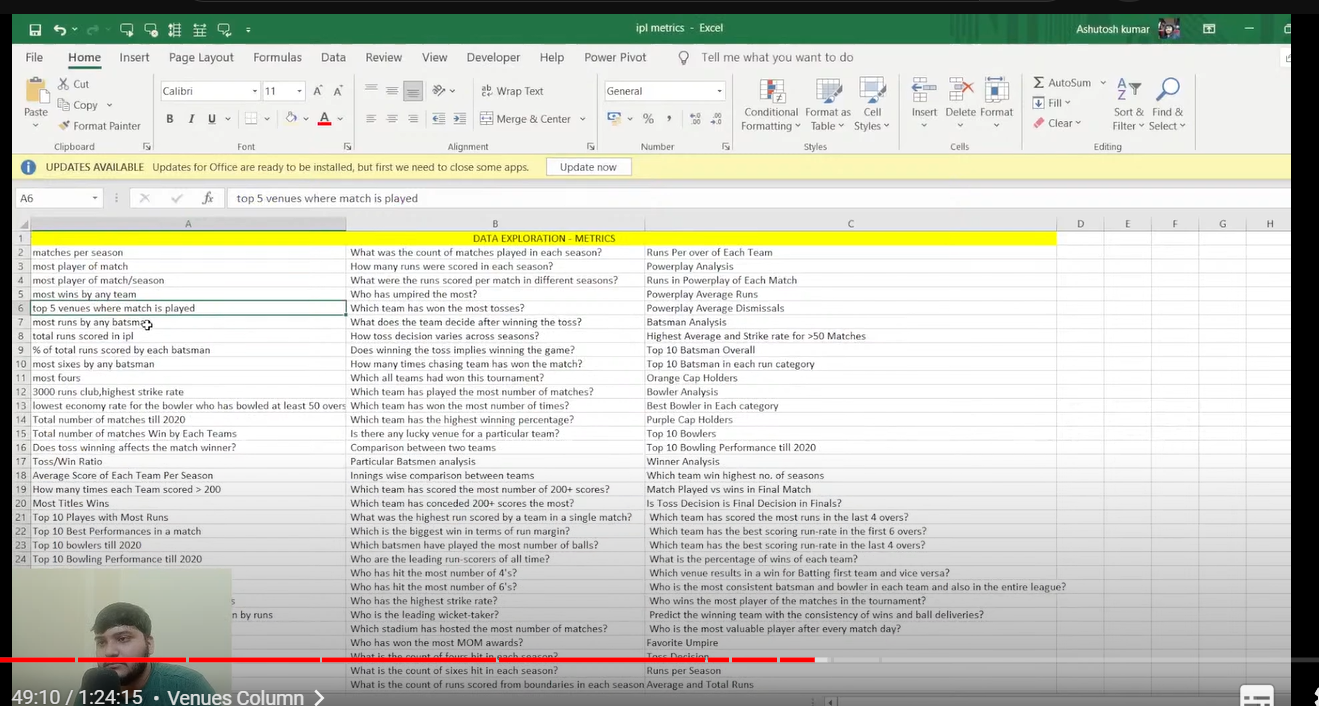 ipl metrics - Excel
Ashutosh kumar
File Home Insert Page Layout Formulas Data Review View Developer Help Power Pivot Tell me what you want to do
Paste
Cut
Copy
Format Painter
Clipboard
Calibri 11
B I U
Font
Wrap Text
Merge & Center
Alignment
General
Number
Conditional Formatting
Format as Table
Cell Styles
Styles
Insert Delete Format
Cells
AutoSum
Fill
Clear
Sort & Filter
Find & Select
Editing
UPDATES AVAILABLE Updates for Office are ready to be installed, but first we need to close some apps. Update now
A6 fx top 5 venues where match is played
A B C D E F G H
1 DATA EXPLORATION - METRICS
2 matches per season What was the count of matches played in each season? Runs Per over of Each Team
3 most player of match How many runs were scored in each season? Powerplay Analysis
4 most player of match/season What were the runs scored per match in different seasons? Runs in Powerplay of Each Match
5 most wins by any team Who has umpired the most? Powerplay Average Runs
6 top 5 venues where match is played Which team has won the most tosses? Powerplay Average Dismissals
7 most runs by any batsman What does the team decide after winning the toss? Batsman Analysis
8 total runs scored in ipl How toss decision varies across seasons? Highest Average and Strike rate for >50 Matches
9 % of total runs scored by each batsman Does winning the toss implies winning the game? Top 10 Batsman Overall
10 most sixes by any batsman How many times chasing team has won the match? Top 10 Batsman in each run category
11 most fours Which all teams had won this tournament? Orange Cap Holders
12 3000 runs club,highest strike rate Which team has played the most number of matches? Bowler Analysis
13 lowest economy rate for the bowler who has bowled at least 50 overs Which team has won the most number of times? Best Bowler in Each category
14 Total number of matches till 2020 Which team has the highest winning percentage? Purple Cap Holders
15 Total number of matches Win by Each Teams Is there any lucky venue for a particular team? Top 10 Bowlers
16 Does toss winning affects the match winner? Comparison between two teams Top 10 Bowling Performance till 2020
17 Toss/Win Ratio Particular Batsmen analysis Winner Analysis
18 Average Score of Each Team Per Season Innings wise comparison between teams Which team win highest no. of seasons
19 How many times each Team scored > 200 Which team has scored the most number of 200+ scores? Match Played vs wins in Final Match
20 Most Titles Wins Which team has conceded 200+ scores the most? Is Toss Decision is Final Decision in Finals?
21 Top 10 Playes with Most Runs What was the highest run scored by a team in a single match? Which team has scored the most runs in the last 4 overs?
22 Top 10 Best Performances in a match Which is the biggest win in terms of run margin? Which team has the best scoring run-rate in the first 6 overs?
23 Top 10 bowlers till 2020 Which batsmen have played the most number of balls? Which team has the best scoring run-rate in the last 4 overs?
24 Top 10 Bowling Performance till 2020 Who are the leading run-scorers of all time? What is the percentage of wins of each team?
Who has hit the most number of 4's? Which venue results in a win for Batting first team and vice versa?
s Who has hit the most number of 6's? Who is the most consistent batsman and bowler in each team and also in the entire league?
Who has the highest strike rate? Who wins the most player of the matches in the tournament?
n by runs Who is the leading wicket-taker? Predict the winning team with the consistency of wins and ball deliveries?
Which stadium has hosted the most number of matches? Who is the most valuable player after every match day?
Who has won the most MOM awards? Favorite Umpire
What is the count of fours hit in each season? Toss Decision
What is the count of sixes hit in each season? Runs per Season
What is the count of runs scored from boundaries in each season Average and Total Runs
49:10 / 1:24:15 • Venues Column